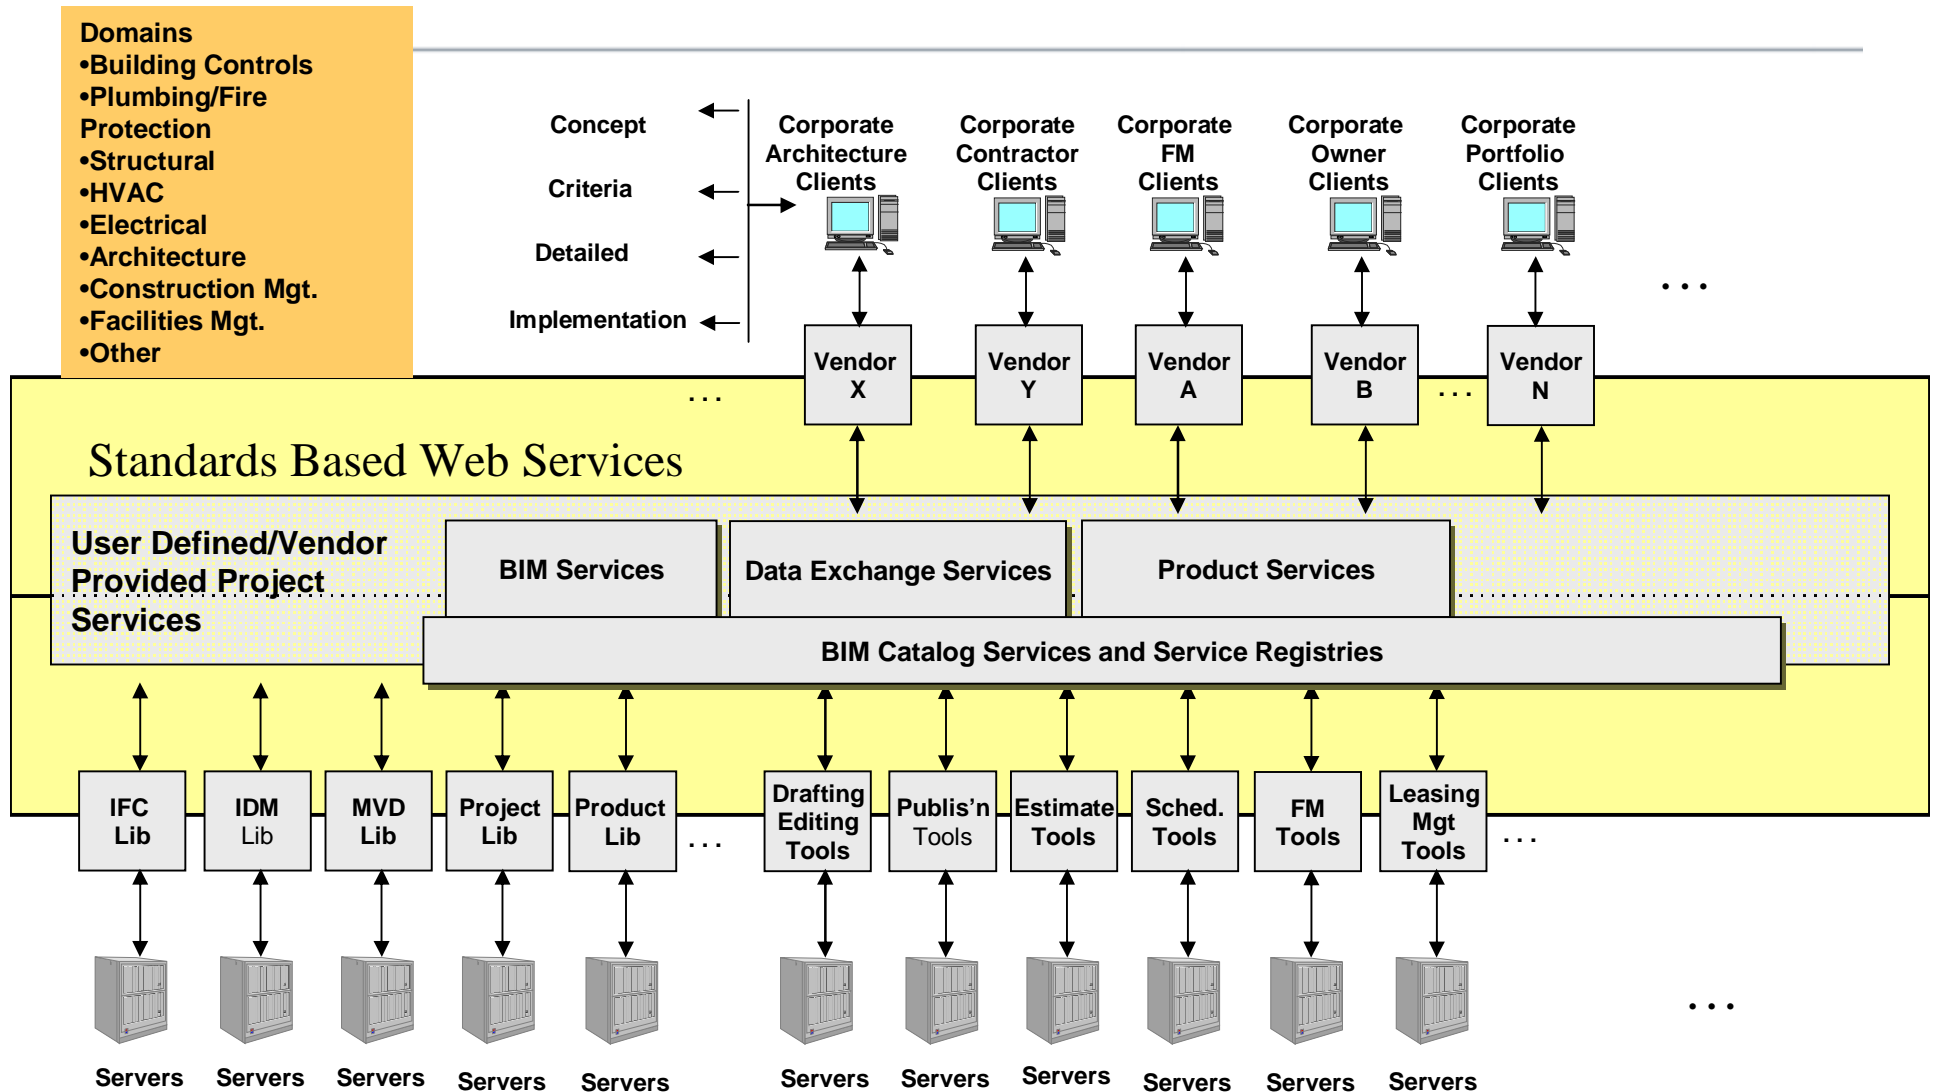 Domains
•Building Controls
•Plumbing/Fire
Protection
•Structural
•HVAC
•Electrical
•Architecture
•Construction Mgt.
•Facilities Mgt.
•Other
Concept
Criteria
Detailed
Implementation
Corporate
Architecture
Clients
Corporate
Contractor
Clients
Corporate
FM
Clients
Corporate
Owner
Clients
Corporate
Portfolio
Clients
. . .
. . .
Vendor
X
Vendor
Y
Vendor
A
Vendor
B
. . .
Vendor
N
Standards Based Web Services
User Defined/Vendor
Provided Project
Services
BIM Services
Data Exchange Services
Product Services
BIM Catalog Services and Service Registries
IFC
Lib
IDM
Lib
MVD
Lib
Project
Lib
Product
Lib
. . .
Drafting
Editing
Tools
Publis'n
Tools
Estimate
Tools
Sched.
Tools
FM
Tools
Leasing
Mgt
Tools
. . .
. . .
Servers
Servers
Servers
Servers
Servers
Servers
Servers
Servers
Servers
Servers
Servers